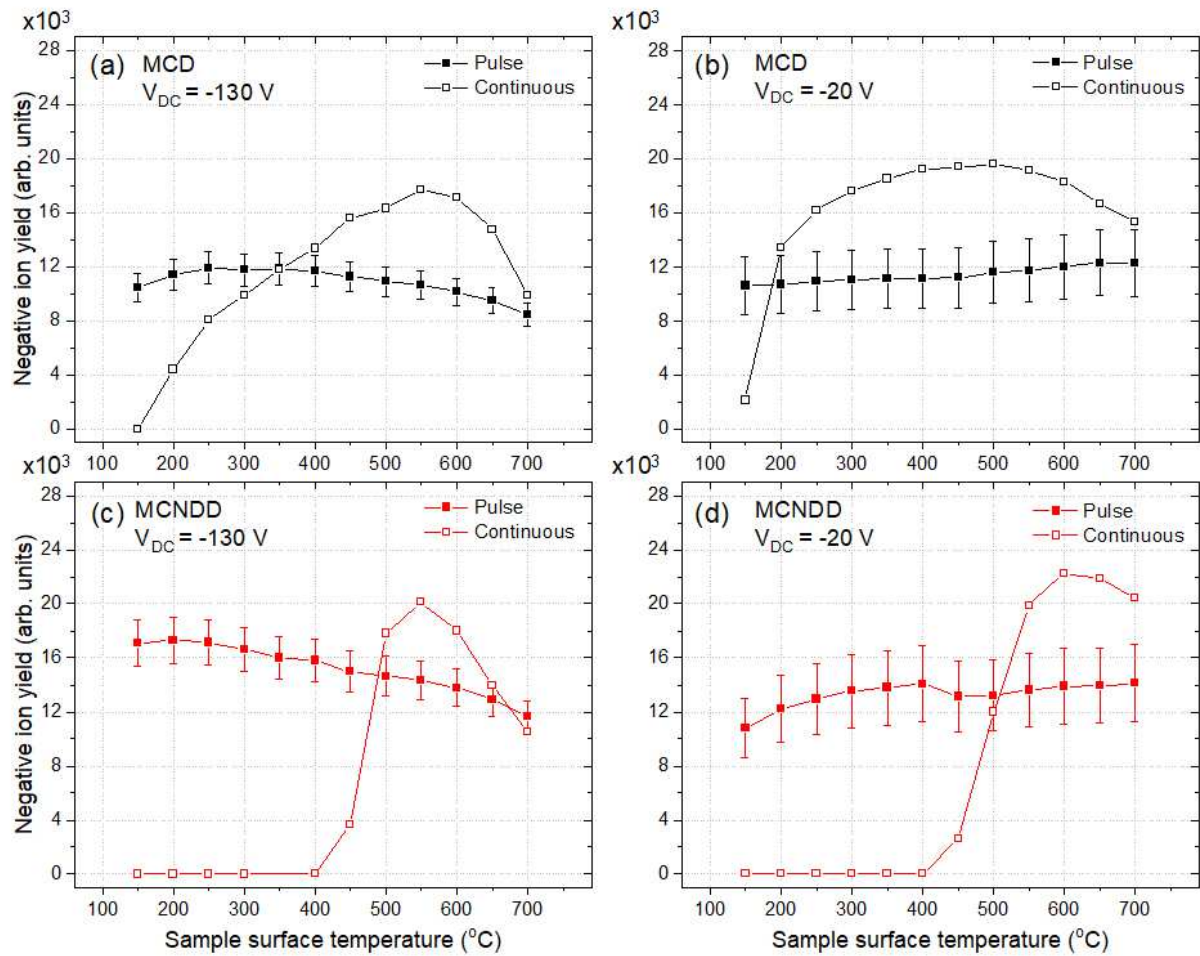 x10³
(a) MCD
V_DC = -130 V
Pulse
Continuous
28
24
20
16
12
8
4
0
100 200 300 400 500 600 700
Negative ion yield (arb. units)
x10³
(b) MCD
V_DC = -20 V
Pulse
Continuous
28
24
20
16
12
8
4
0
100 200 300 400 500 600 700
x10³
(c) MCNDD
V_DC = -130 V
Pulse
Continuous
28
24
20
16
12
8
4
0
100 200 300 400 500 600 700
Negative ion yield (arb. units)
Sample surface temperature (°C)
x10³
(d) MCNDD
V_DC = -20 V
Pulse
Continuous
28
24
20
16
12
8
4
0
100 200 300 400 500 600 700
Sample surface temperature (°C)